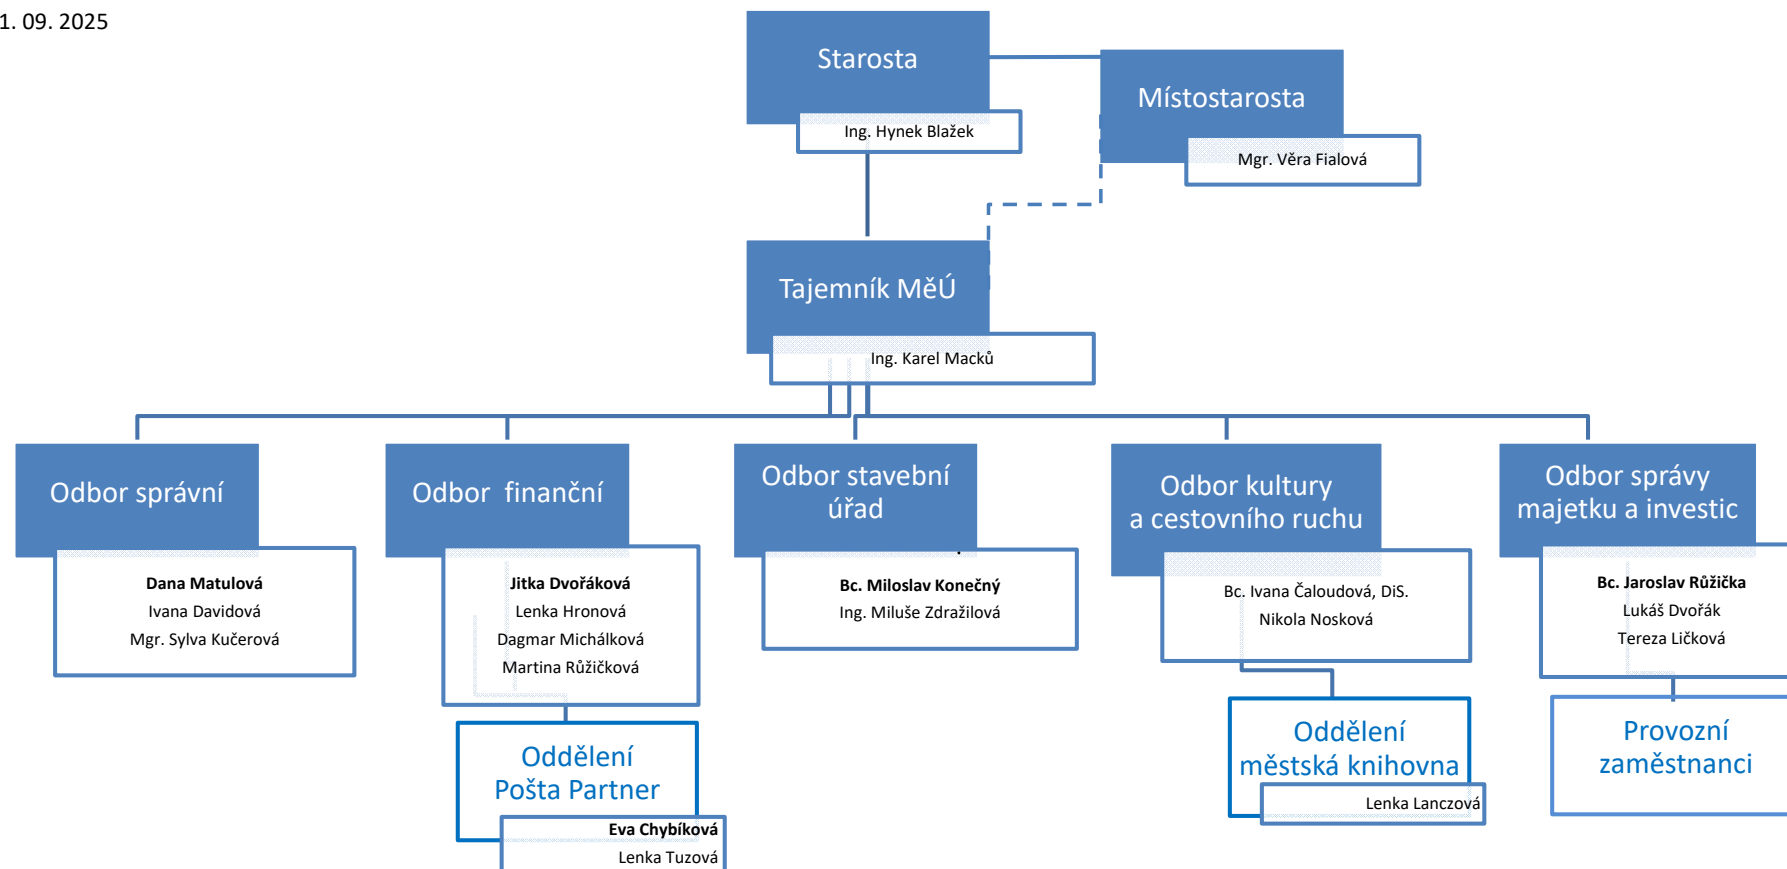 1. 09. 2025
Starosta
Ing. Hynek Blažek
Místostarosta
Mgr. Věra Fialová
Tajemník MěÚ
Ing. Karel Macků
Odbor správní
Dana Matulová
Ivana Davidová
Mgr. Sylva Kučerová
Odbor finanční
Jitka Dvořáková
Lenka Hronová
Dagmar Michálková
Martina Růžičková
Oddělení
Pošta Partner
Eva Chybíková
Lenka Tuzová
Odbor stavební
úřad
Bc. Miloslav Konečný
Ing. Miluše Zdražilová
Odbor kultury
a cestovního ruchu
Bc. Ivana Čaloudová, DiS.
Nikola Nosková
Oddělení
městská knihovna
Lenka Lanczová
Odbor správy
majetku a investic
Bc. Jaroslav Růžička
Lukáš Dvořák
Tereza Ličková
Provozní
zaměstnanci